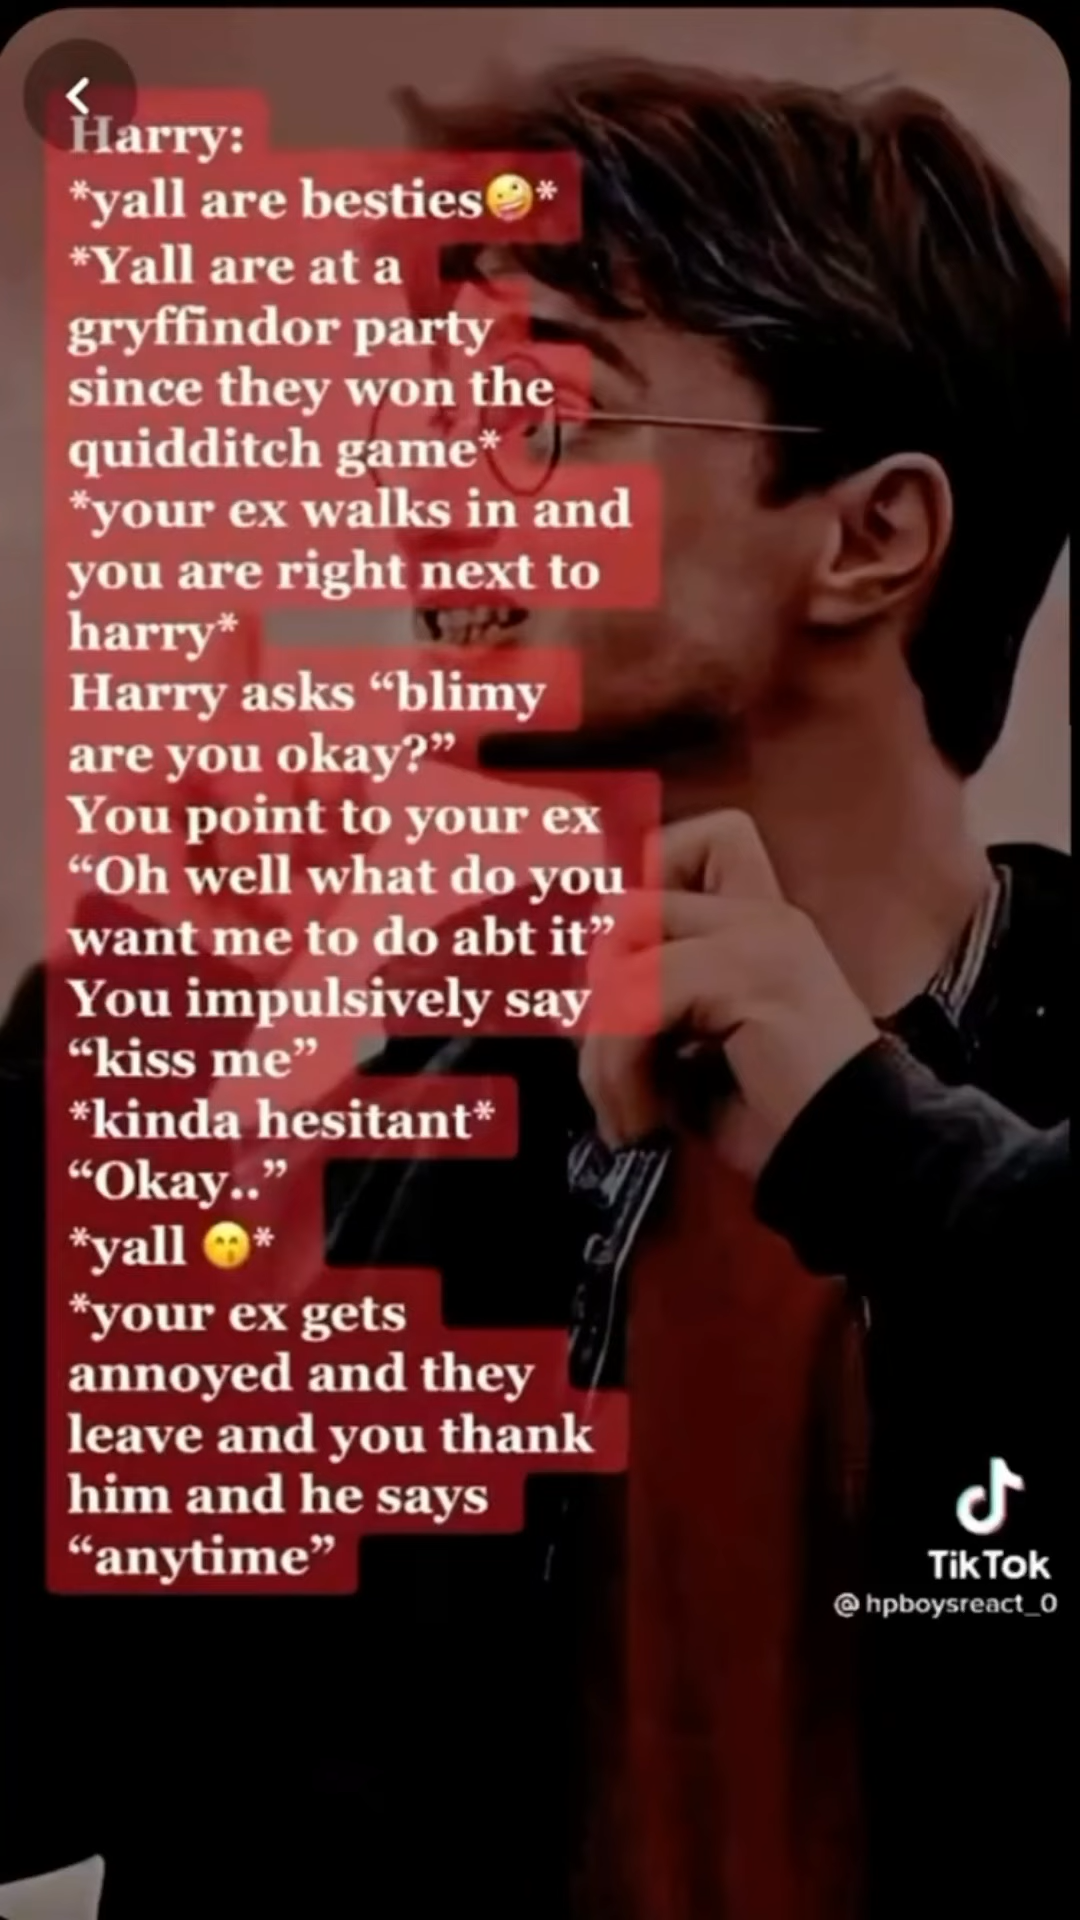 Harry:
*yall are besties🤪*
*Yall are at a
gryffindor party
since they won the
quidditch game*
*your ex walks in and
you are right next to
harry*
Harry asks “blimy
are you okay?”
You point to your ex
“Oh well what do you
want me to do abt it”
You impulsively say
“kiss me”
*kinda hesitant*
“Okay..”
*yall 😙*
*your ex gets
annoyed and they
leave and you thank
him and he says
“anytime”
TikTok
@hpboysreact_0